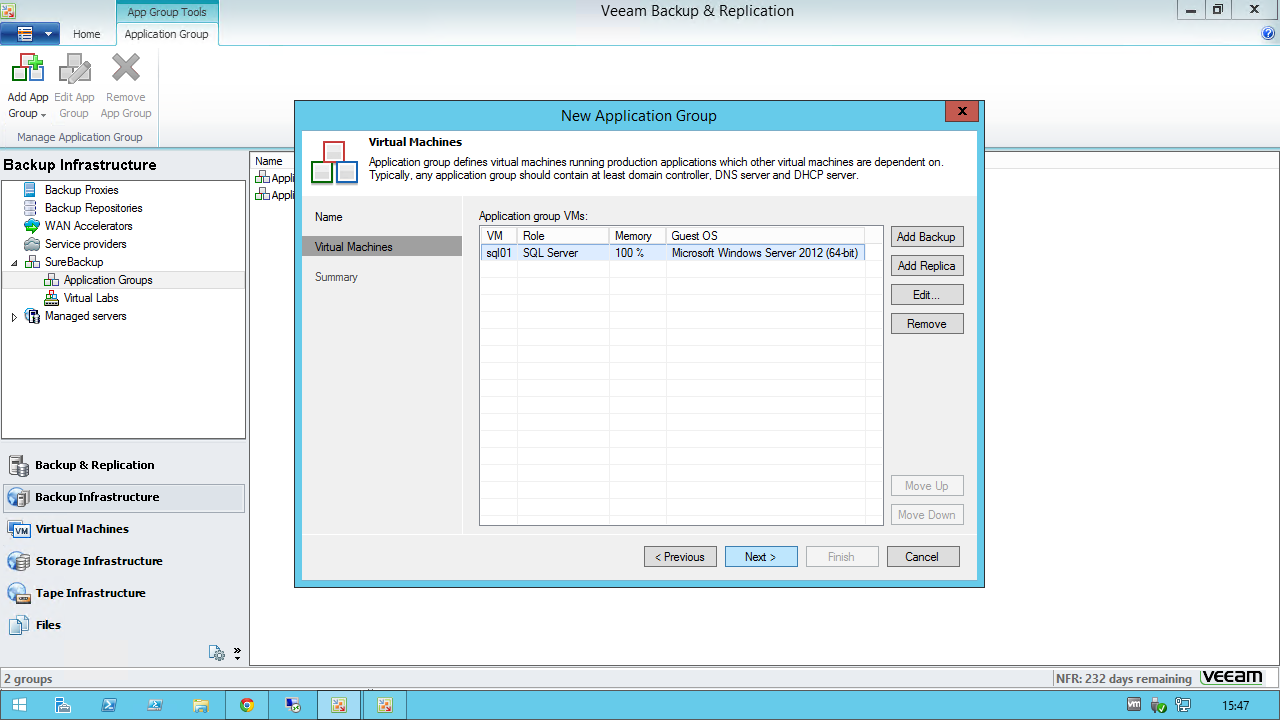 App Group Tools
Veeam Backup & Replication
Home
Application Group
Add App Group
Edit App Group
Remove App Group
Manage Application Group
Backup Infrastructure
Backup Proxies
Backup Repositories
WAN Accelerators
Service providers
SureBackup
Application Groups
Virtual Labs
Managed servers
Backup & Replication
Backup Infrastructure
Virtual Machines
Storage Infrastructure
Tape Infrastructure
Files
Name
Appli
Appli
New Application Group
Virtual Machines
Application group defines virtual machines running production applications which other virtual machines are dependent on.
Typically, any application group should contain at least domain controller, DNS server and DHCP server.
Name
Virtual Machines
Summary
Application group VMs:
VM Role Memory Guest OS
sql01 SQL Server 100 % Microsoft Windows Server 2012 (64-bit)
Add Backup
Add Replica
Edit...
Remove
Move Up
Move Down
< Previous
Next >
Finish
Cancel
2 groups
NFR: 232 days remaining
veeam
15:47